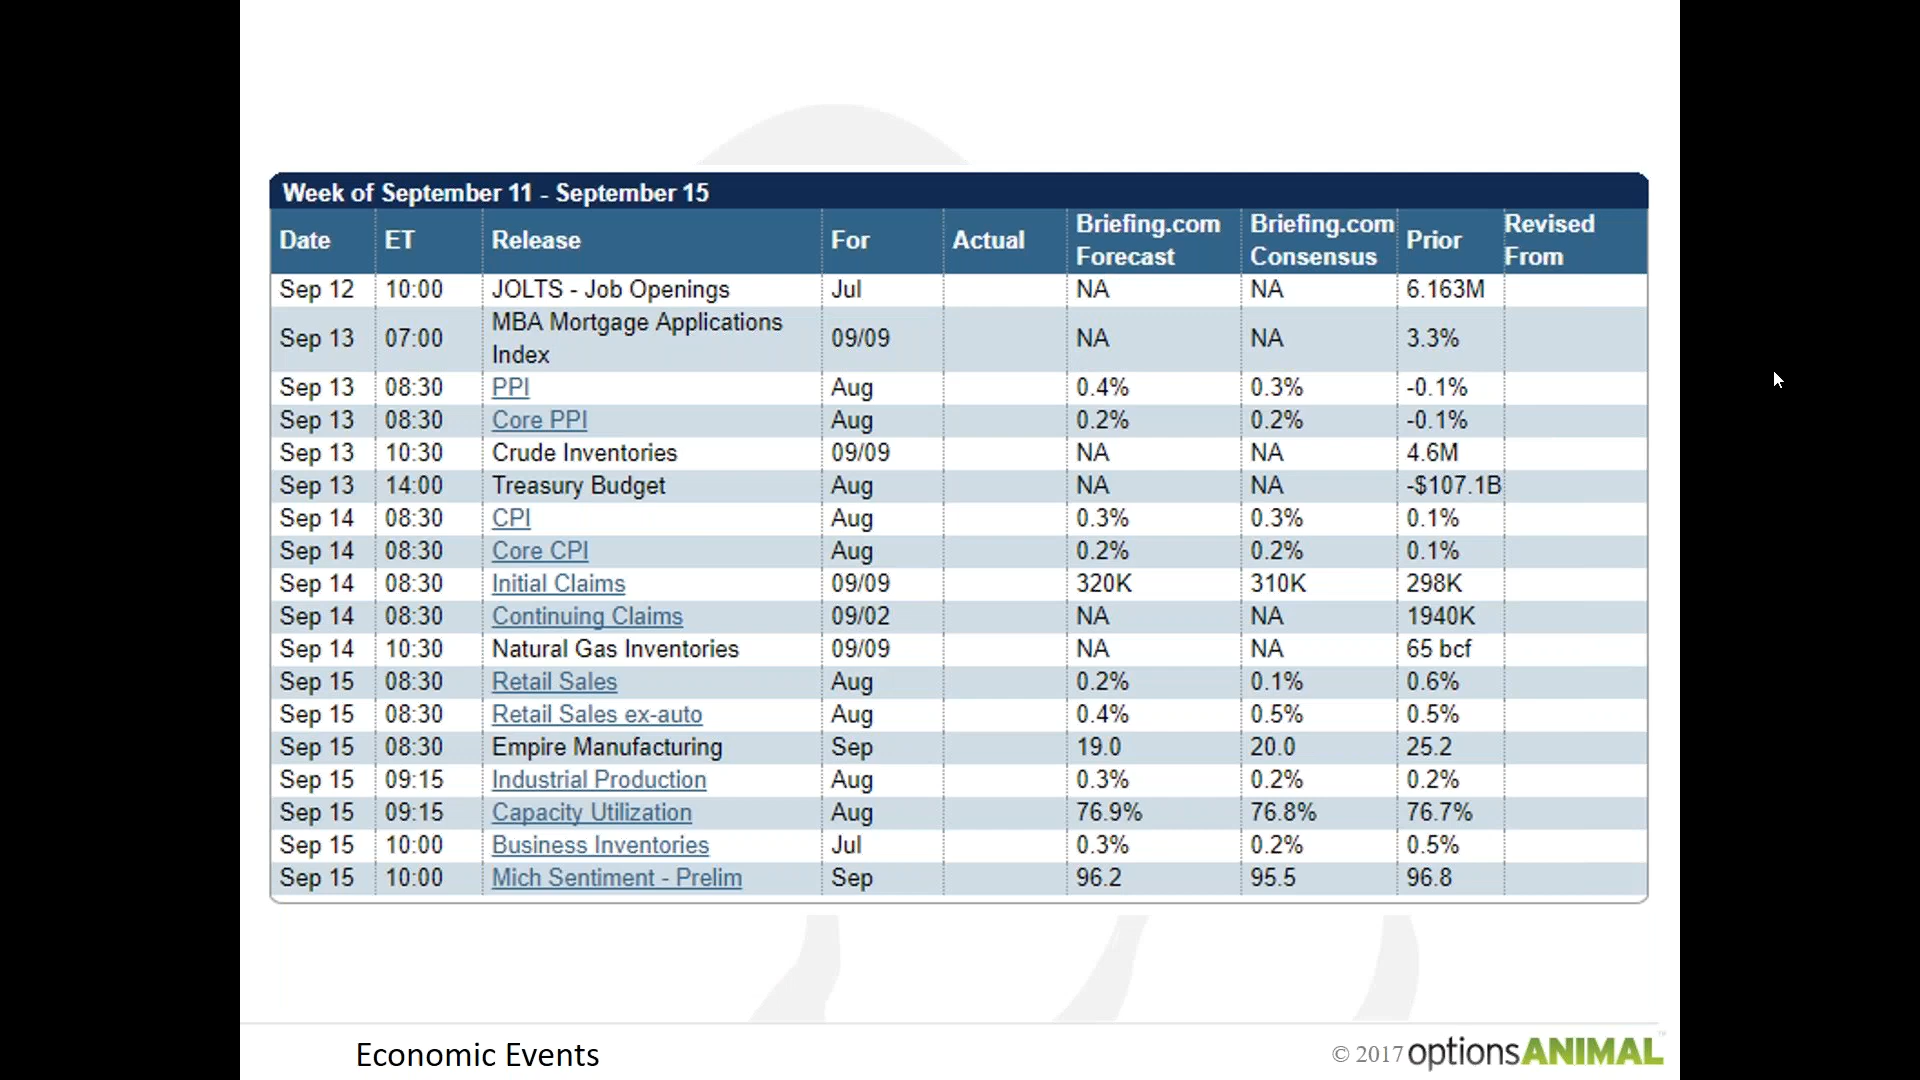 Week of September 11 - September 15
Date ET Release For Actual Briefing.com Forecast Briefing.com Consensus Prior Revised From
Sep 12 10:00 JOLTS - Job Openings Jul NA NA 6.163M
Sep 13 07:00 MBA Mortgage Applications Index 09/09 NA NA 3.3%
Sep 13 08:30 PPI Aug 0.4% 0.3% -0.1%
Sep 13 08:30 Core PPI Aug 0.2% 0.2% -0.1%
Sep 13 10:30 Crude Inventories 09/09 NA NA 4.6M
Sep 13 14:00 Treasury Budget Aug NA NA -$107.1B
Sep 14 08:30 CPI Aug 0.3% 0.3% 0.1%
Sep 14 08:30 Core CPI Aug 0.2% 0.2% 0.1%
Sep 14 08:30 Initial Claims 09/09 320K 310K 298K
Sep 14 08:30 Continuing Claims 09/02 NA NA 1940K
Sep 14 10:30 Natural Gas Inventories 09/09 NA NA 65 bcf
Sep 15 08:30 Retail Sales Aug 0.2% 0.1% 0.6%
Sep 15 08:30 Retail Sales ex-auto Aug 0.4% 0.5% 0.5%
Sep 15 08:30 Empire Manufacturing Sep 19.0 20.0 25.2
Sep 15 09:15 Industrial Production Aug 0.3% 0.2% 0.2%
Sep 15 09:15 Capacity Utilization Aug 76.9% 76.8% 76.7%
Sep 15 10:00 Business Inventories Jul 0.3% 0.2% 0.5%
Sep 15 10:00 Mich Sentiment - Prelim Sep 96.2 95.5 96.8
Economic Events
© 2017 optionsANIMAL™